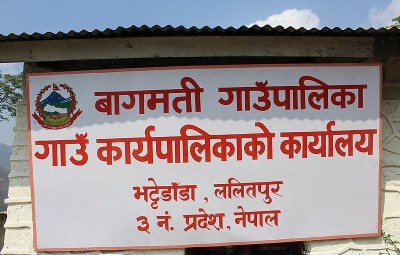 बागमती गाउँपालिका
गाउँ कार्यपालिकाको कार्यालय
भट्टेडाँडा, ललितपुर
३ नं. प्रदेश, नेपाल